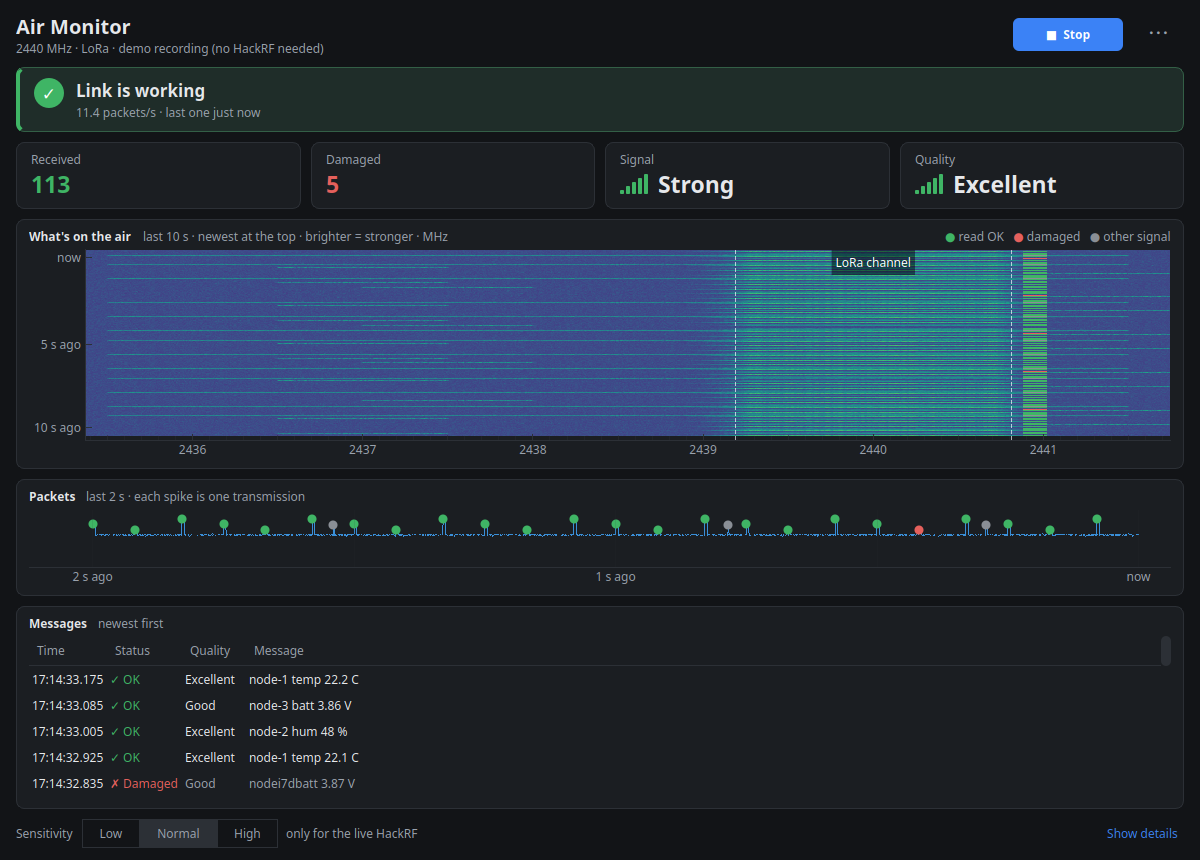 Air Monitor
2440 MHz · LoRa · demo recording (no HackRF needed)
■ Stop
···
✓ Link is working
11.4 packets/s · last one just now
Received
113
Damaged
5
Signal
Strong
Quality
Excellent
What's on the air last 10 s · newest at the top · brighter = stronger · MHz
read OK damaged other signal
LoRa channel
now
5 s ago
10 s ago
2436 2437 2438 2439 2440 2441
Packets last 2 s · each spike is one transmission
2 s ago 1 s ago now
Messages newest first
Time Status Quality Message
17:14:33.175 ✓ OK Excellent node-1 temp 22.2 C
17:14:33.085 ✓ OK Good node-3 batt 3.86 V
17:14:33.005 ✓ OK Excellent node-2 hum 48 %
17:14:32.925 ✓ OK Excellent node-1 temp 22.1 C
17:14:32.835 ✗ Damaged Good nodei7dbatt 3.87 V
Sensitivity Low Normal High only for the live HackRF
Show details